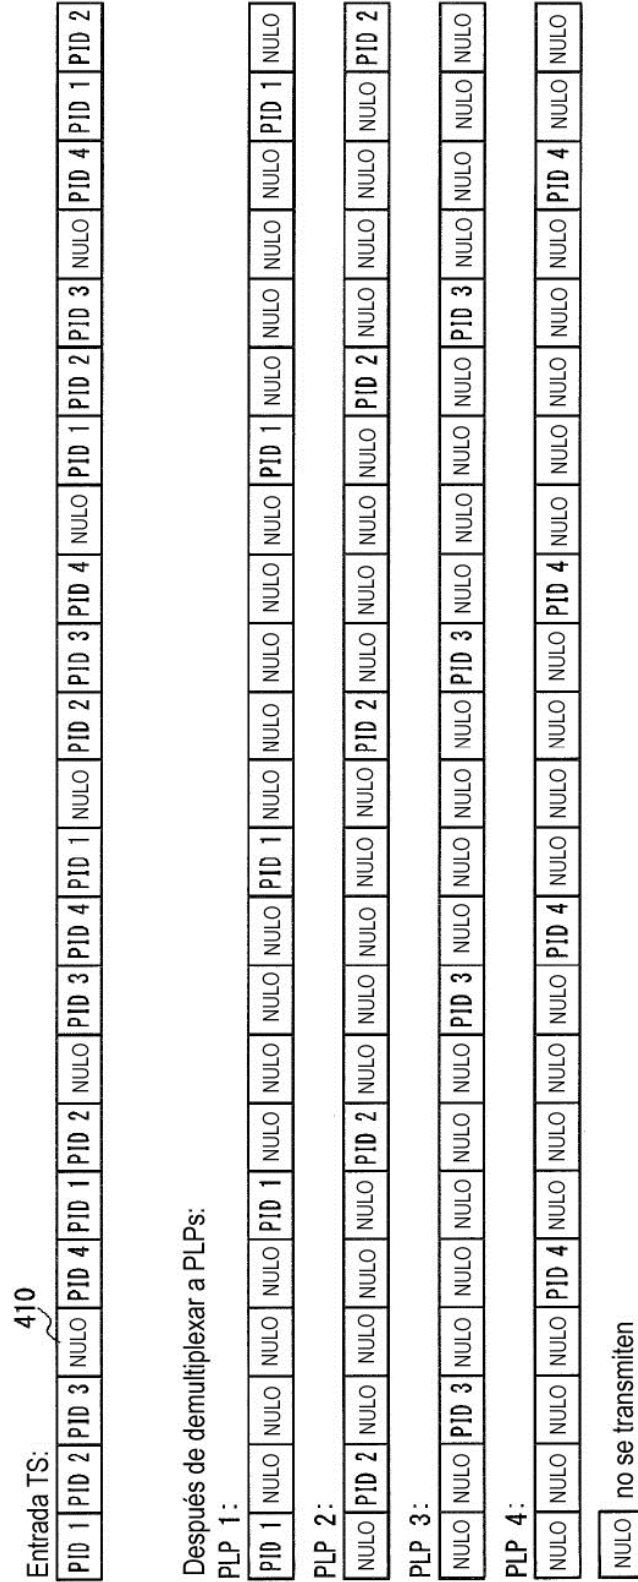 Entrada TS:
410
PID 1 PID 2 PID 3 NULO PID 4 PID 1 PID 2 NULO PID 3 PID 4 PID 1 NULO PID 2 PID 3 PID 4 NULO PID 1 PID 2 PID 3 NULO PID 4 PID 1 PID 2
Después de demultiplexar a PLPs:
PLP 1:
PID 1 NULO NULO NULO NULO PID 1 NULO NULO NULO NULO PID 1 NULO NULO NULO NULO NULO PID 1 NULO NULO NULO NULO PID 1 NULO
PLP 2:
NULO PID 2 NULO NULO NULO NULO PID 2 NULO NULO NULO NULO NULO PID 2 NULO NULO NULO NULO PID 2 NULO NULO NULO NULO PID 2
PLP 3:
NULO NULO PID 3 NULO NULO NULO NULO NULO PID 3 NULO NULO NULO NULO PID 3 NULO NULO NULO NULO PID 3 NULO NULO NULO NULO
PLP 4:
NULO NULO NULO NULO PID 4 NULO NULO NULO NULO PID 4 NULO NULO NULO NULO PID 4 NULO NULO NULO NULO NULO PID 4 NULO NULO
NULO no se transmiten